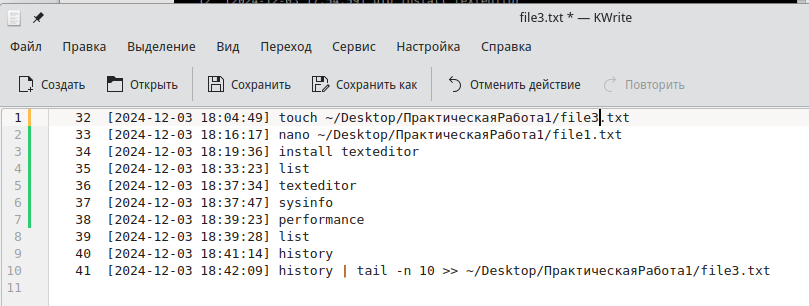 file3.txt * — KWrite
Файл Правка Выделение Вид Переход Сервис Настройка Справка
Создать Открыть Сохранить Сохранить как Отменить действие Повторить
1 32 [2024-12-03 18:04:49] touch ~/Desktop/ПрактическаяРабота1/file3.txt
2 33 [2024-12-03 18:16:17] nano ~/Desktop/ПрактическаяРабота1/file1.txt
3 34 [2024-12-03 18:19:36] install texteditor
4 35 [2024-12-03 18:33:23] list
5 36 [2024-12-03 18:37:34] texteditor
6 37 [2024-12-03 18:37:47] sysinfo
7 38 [2024-12-03 18:39:23] performance
8 39 [2024-12-03 18:39:28] list
9 40 [2024-12-03 18:41:14] history
10 41 [2024-12-03 18:42:09] history | tail -n 10 >> ~/Desktop/ПрактическаяРабота1/file3.txt
11